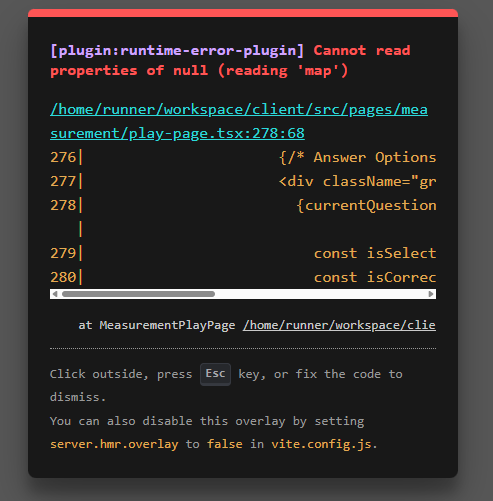 [plugin:runtime-error-plugin] Cannot read
properties of null (reading 'map')
/home/runner/workspace/client/src/pages/mea
surement/play-page.tsx:278:68
276|                      {/* Answer Options
277|                      <div className="gr
278|                        {currentQuestion
   |
279|                          const isSelect
280|                          const isCorrec
at MeasurementPlayPage /home/runner/workspace/clie
Click outside, press Esc key, or fix the code to
dismiss.
You can also disable this overlay by setting
server.hmr.overlay to false in vite.config.js.